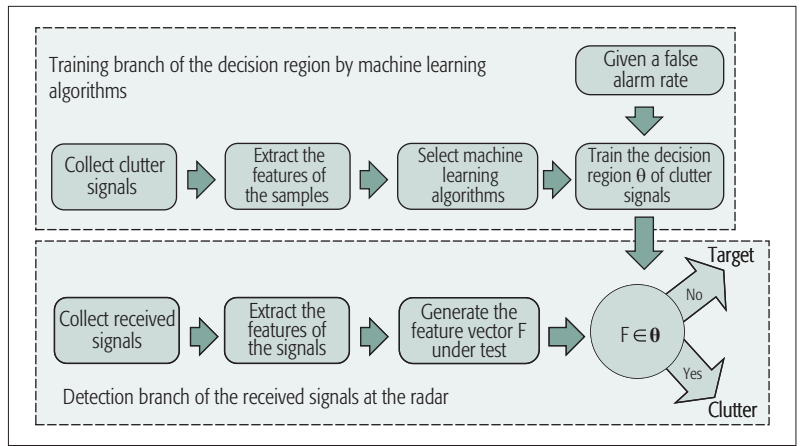 Training branch of the decision region by machine learning
algorithms
Given a false
alarm rate
Collect clutter
signals
Extract the
features of
the samples
Select machine
learning
algorithms
Train the decision
region θ of clutter
signals
Collect received
signals
Extract the
features of
the signals
Generate the
feature vector F
under test
F ∈ θ
No
Target
Yes
Clutter
Detection branch of the received signals at the radar